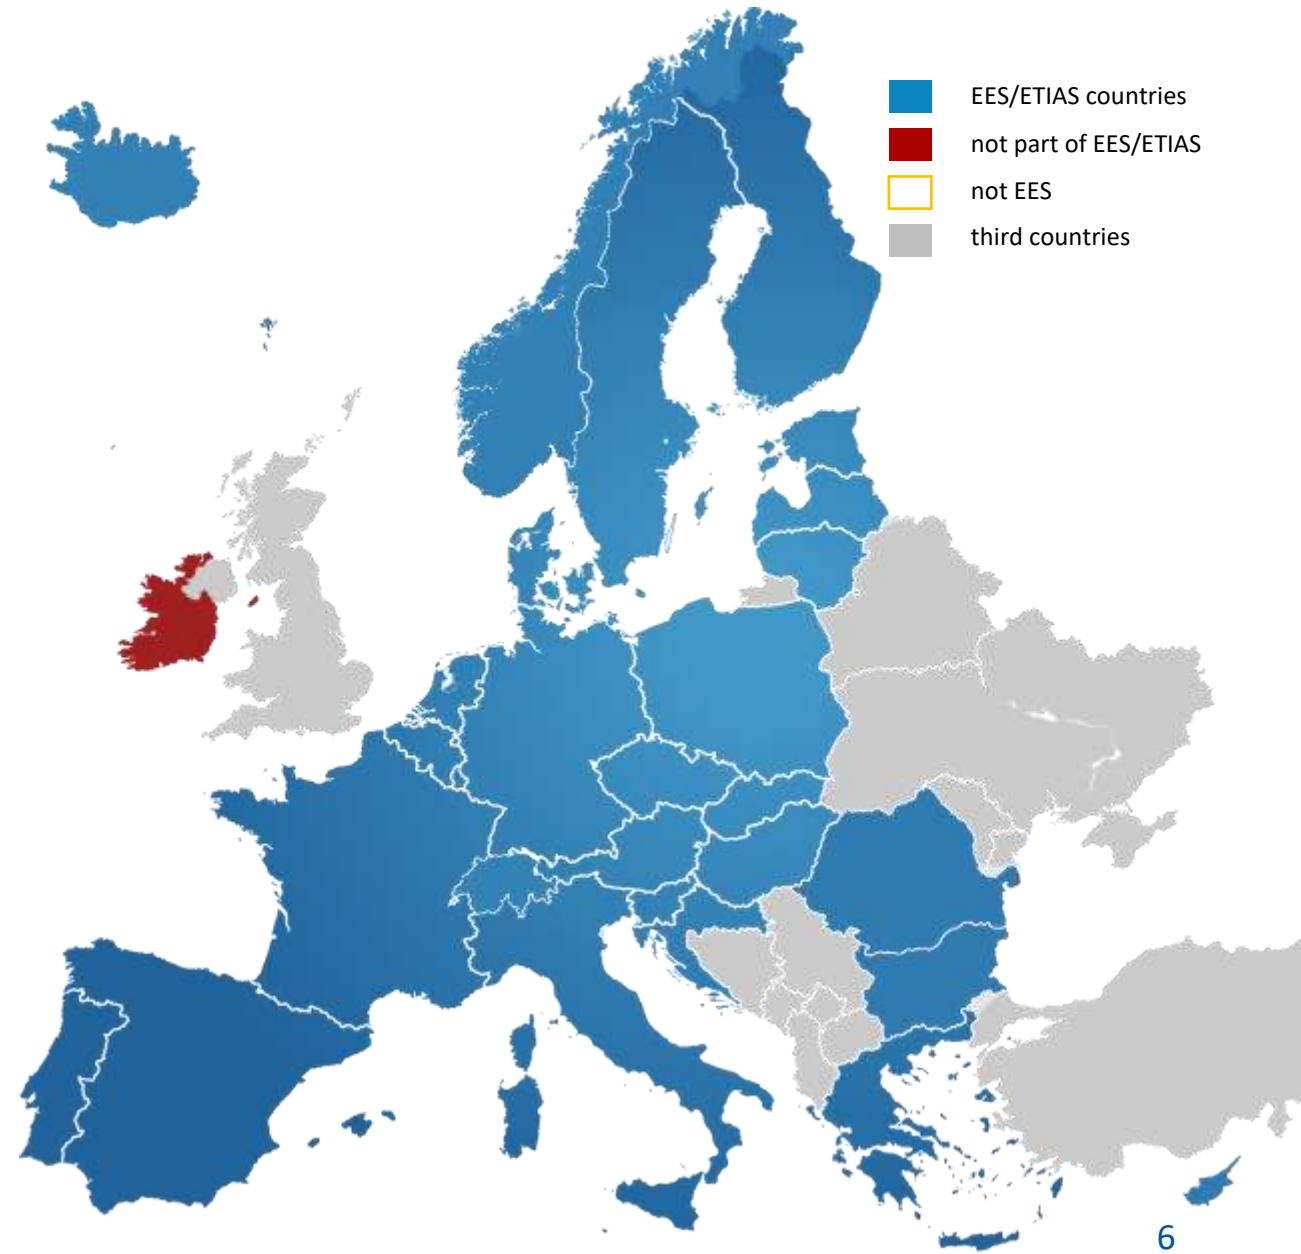 EES/ETIAS countries
not part of EES/ETIAS
not EES
third countries
6